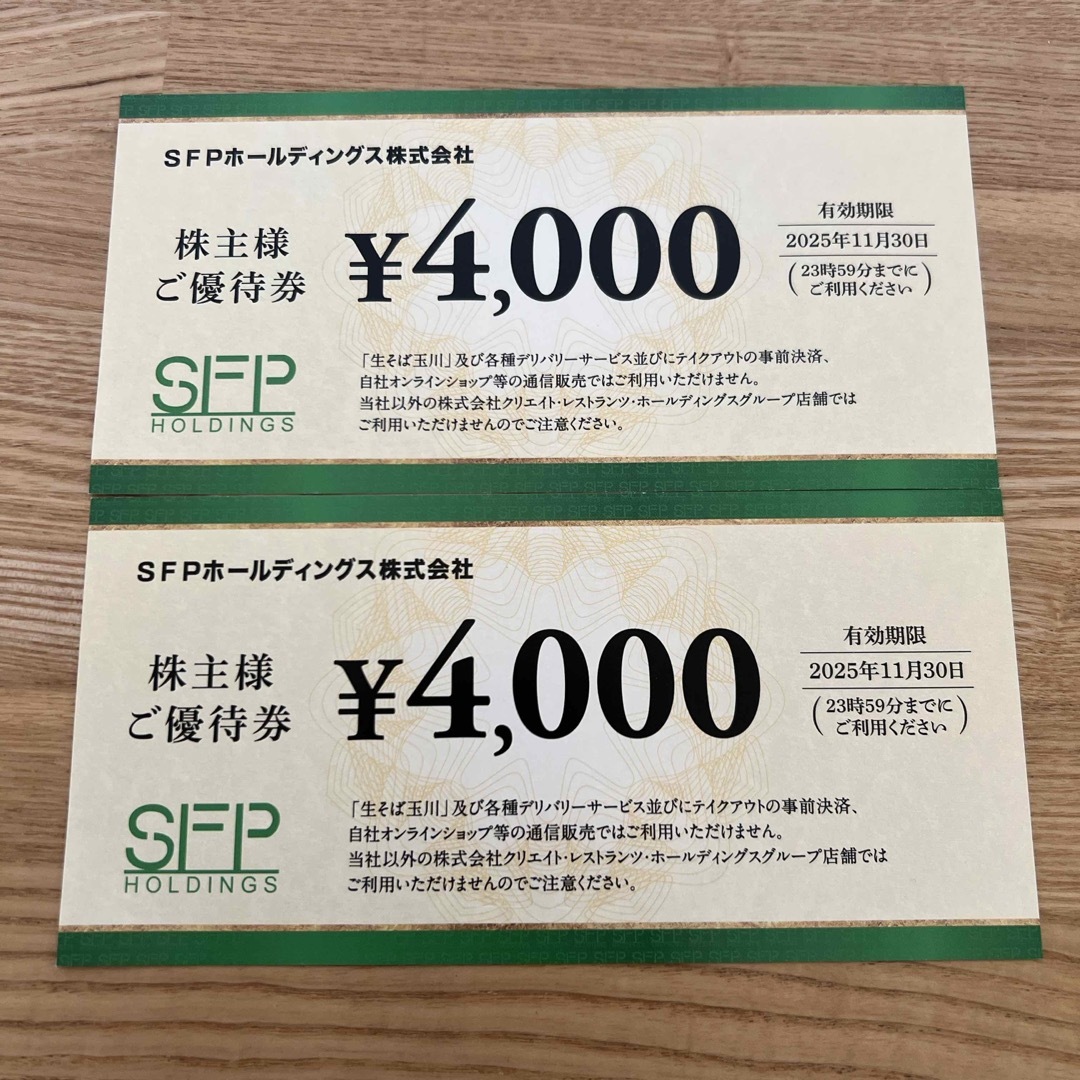 SFPホールディングス株式会社
株主様
ご優待券
¥4,000
有効期限
2025年11月30日
(23時59分までに
ご利用ください)
「生そば玉川」及び各種デリバリーサービス並びにテイクアウトの事前決済、
自社オンラインショップ等の通信販売ではご利用いただけません。
当社以外の株式会社クリエイト・レストランツ・ホールディングスグループ店舗では
ご利用いただけませんのでご注意ください。
SFP
HOLDINGS
SFPホールディングス株式会社
株主様
ご優待券
¥4,000
有効期限
2025年11月30日
(23時59分までに
ご利用ください)
「生そば玉川」及び各種デリバリーサービス並びにテイクアウトの事前決済、
自社オンラインショップ等の通信販売ではご利用いただけません。
当社以外の株式会社クリエイト・レストランツ・ホールディングスグループ店舗では
ご利用いただけませんのでご注意ください。
SFP
HOLDINGS